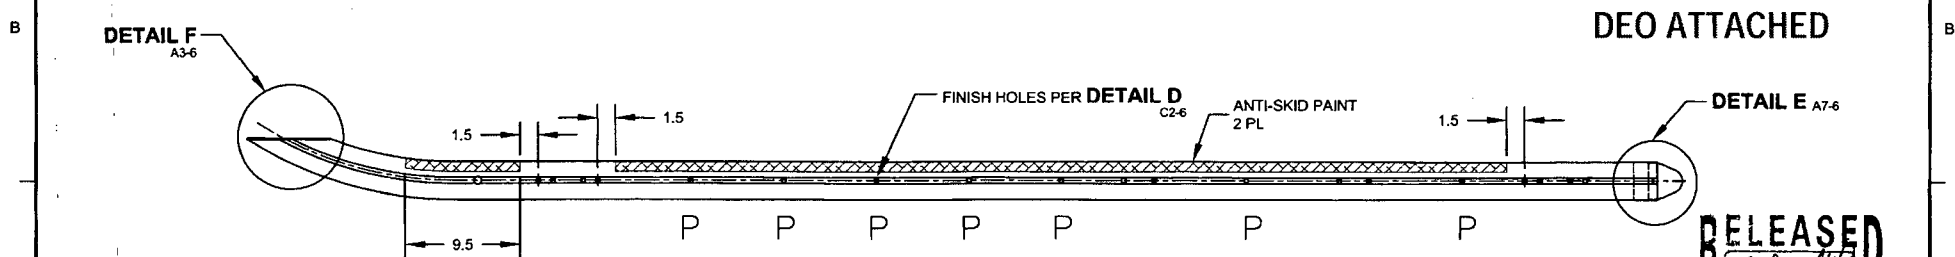 B
DEO ATTACHED
B
DETAIL F
A3-6
FINISH HOLES PER DETAIL D
C2-6
ANTI-SKID PAINT
2 PL
DETAIL E A7-6
1.5
1.5
1.5
P P P P P P P
9.5
RELEASED